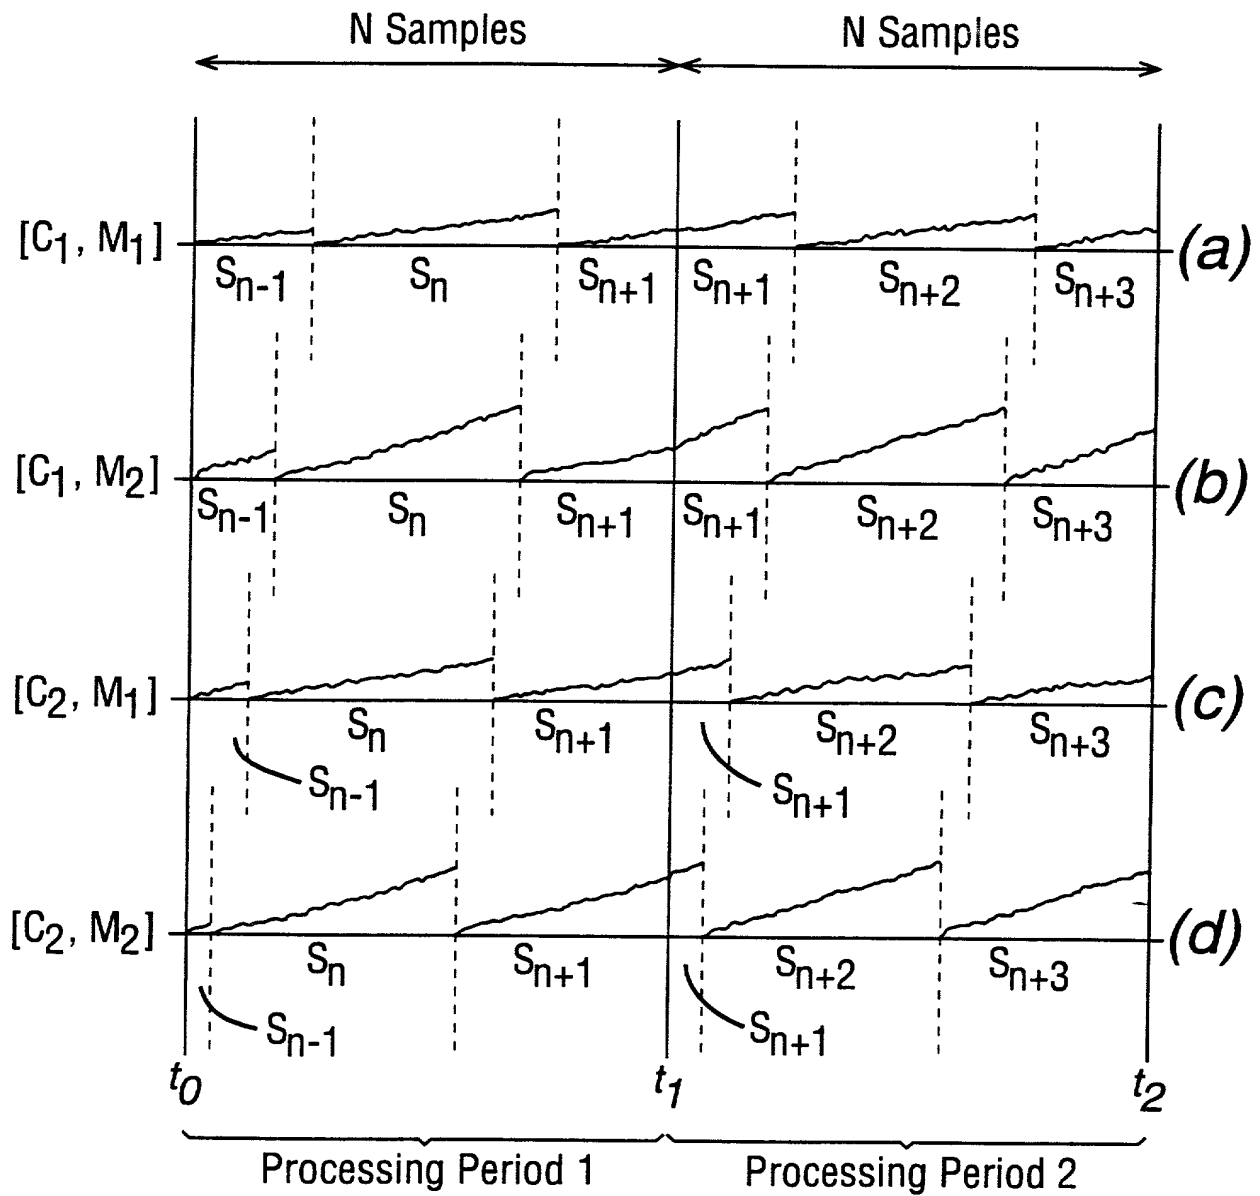 N Samples N Samples
[C1, M1] (a)
Sn-1 Sn Sn+1 Sn+1 Sn+2 Sn+3
[C1, M2] (b)
Sn-1 Sn Sn+1 Sn+1 Sn+2 Sn+3
[C2, M1] (c)
Sn Sn+1 Sn+2 Sn+3
Sn-1 Sn+1
[C2, M2] (d)
Sn Sn+1 Sn+2 Sn+3
Sn-1 Sn+1
t0 t1 t2
Processing Period 1 Processing Period 2